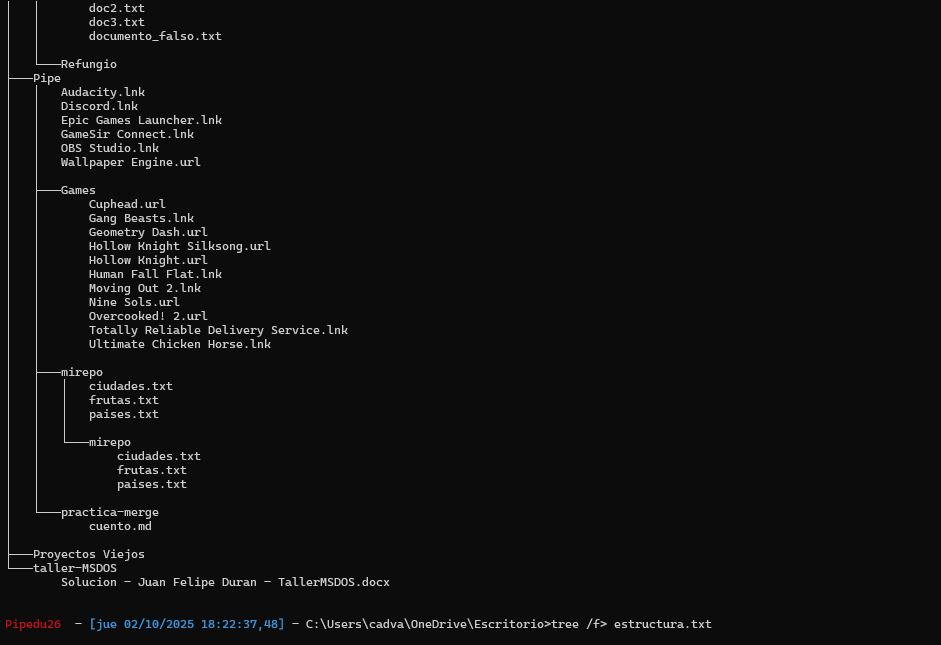 doc2.txt
doc3.txt
documento_falso.txt
Refungio
Pipe
Audacity.lnk
Discord.lnk
Epic Games Launcher.lnk
GameSir Connect.lnk
OBS Studio.lnk
Wallpaper Engine.url
Games
Cuphead.url
Gang Beasts.lnk
Geometry Dash.url
Hollow Knight Silksong.url
Hollow Knight.url
Human Fall Flat.lnk
Moving Out 2.lnk
Nine Sols.url
Overcooked! 2.url
Totally Reliable Delivery Service.lnk
Ultimate Chicken Horse.lnk
mirepo
ciudades.txt
frutas.txt
paises.txt
mirepo
ciudades.txt
frutas.txt
paises.txt
practica-merge
cuento.md
Proyectos Viejos
taller-MSDOS
Solucion - Juan Felipe Duran - TallerMSDOS.docx
Pipedu26  - [jue 02/10/2025 18:22:37,48] - C:\Users\cadva\OneDrive\Escritorio>tree /f> estructura.txt